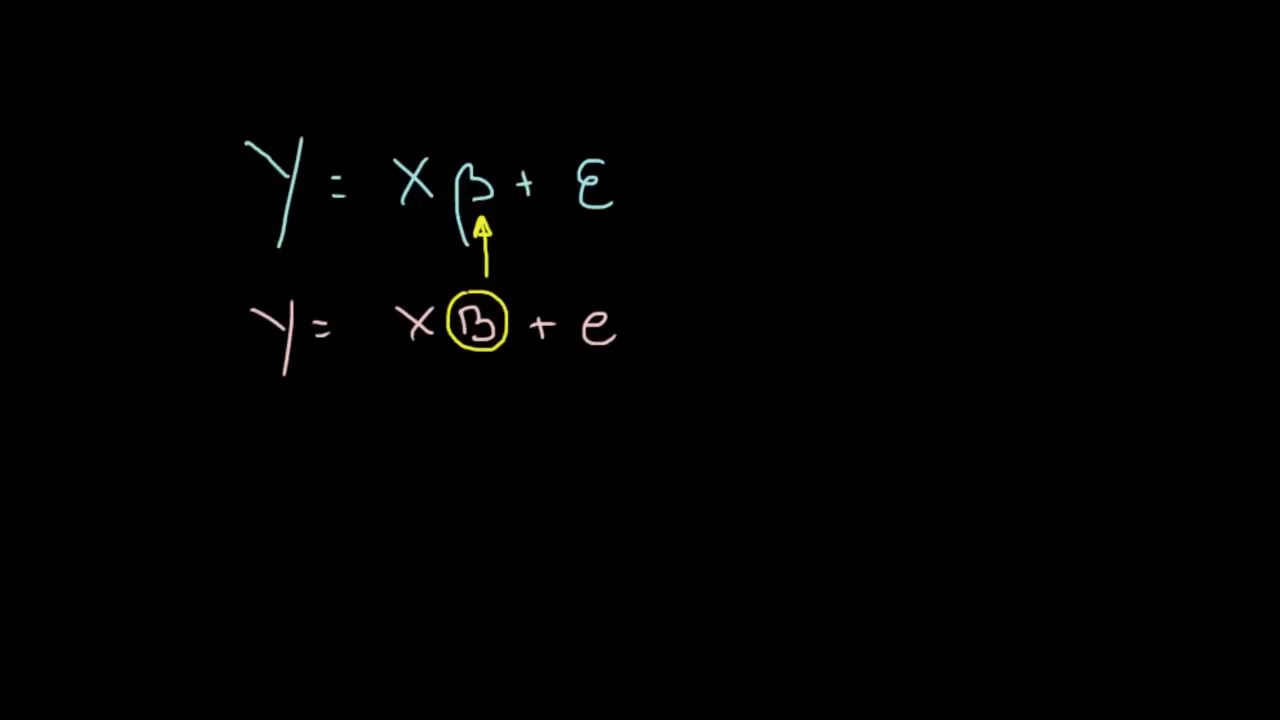 Y = Xβ + ε
Y = XB + e